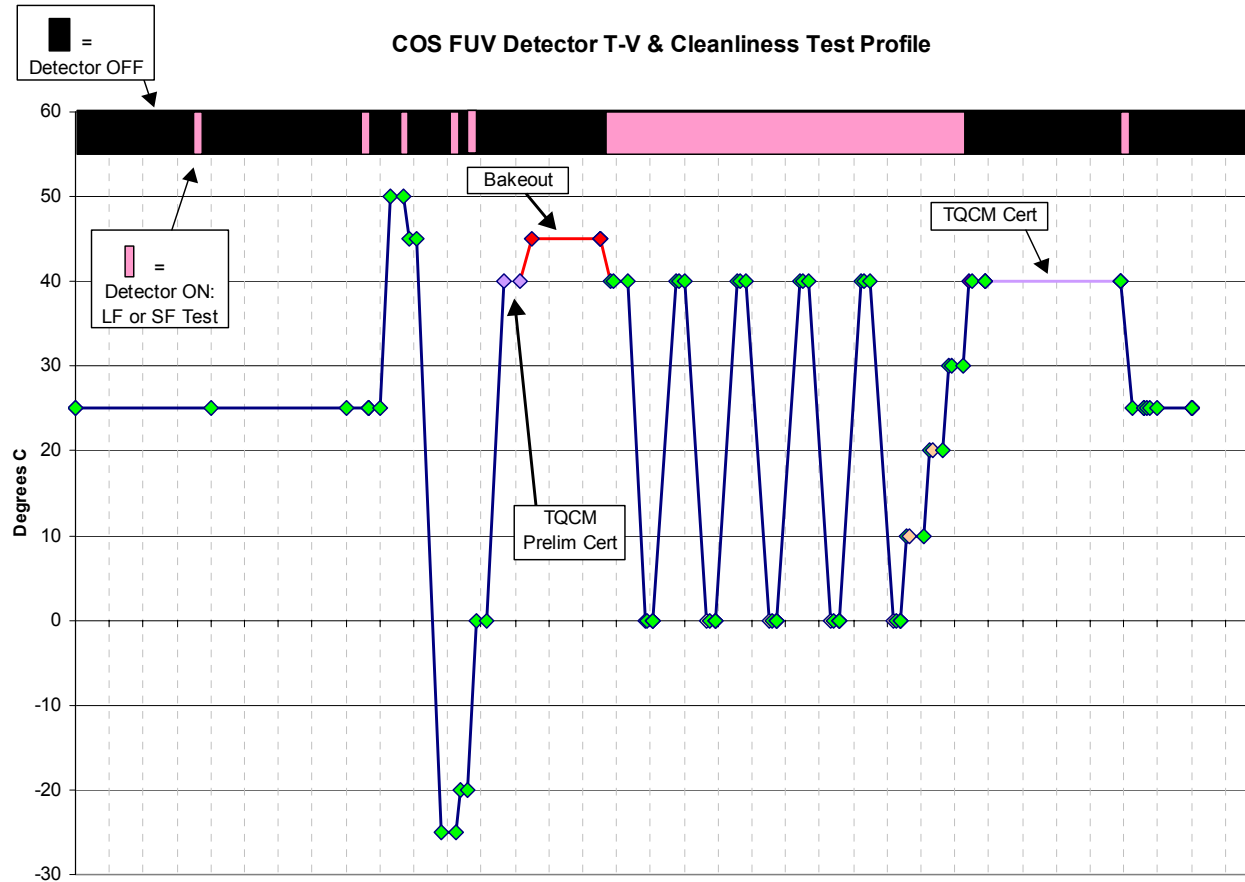 =
Detector OFF
COS FUV Detector T-V & Cleanliness Test Profile
60
50
40
30
20
10
0
-10
-20
-30
Degrees C
=
Detector ON:
LF or SF Test
Bakeout
TQCM
Prelim Cert
TQCM Cert